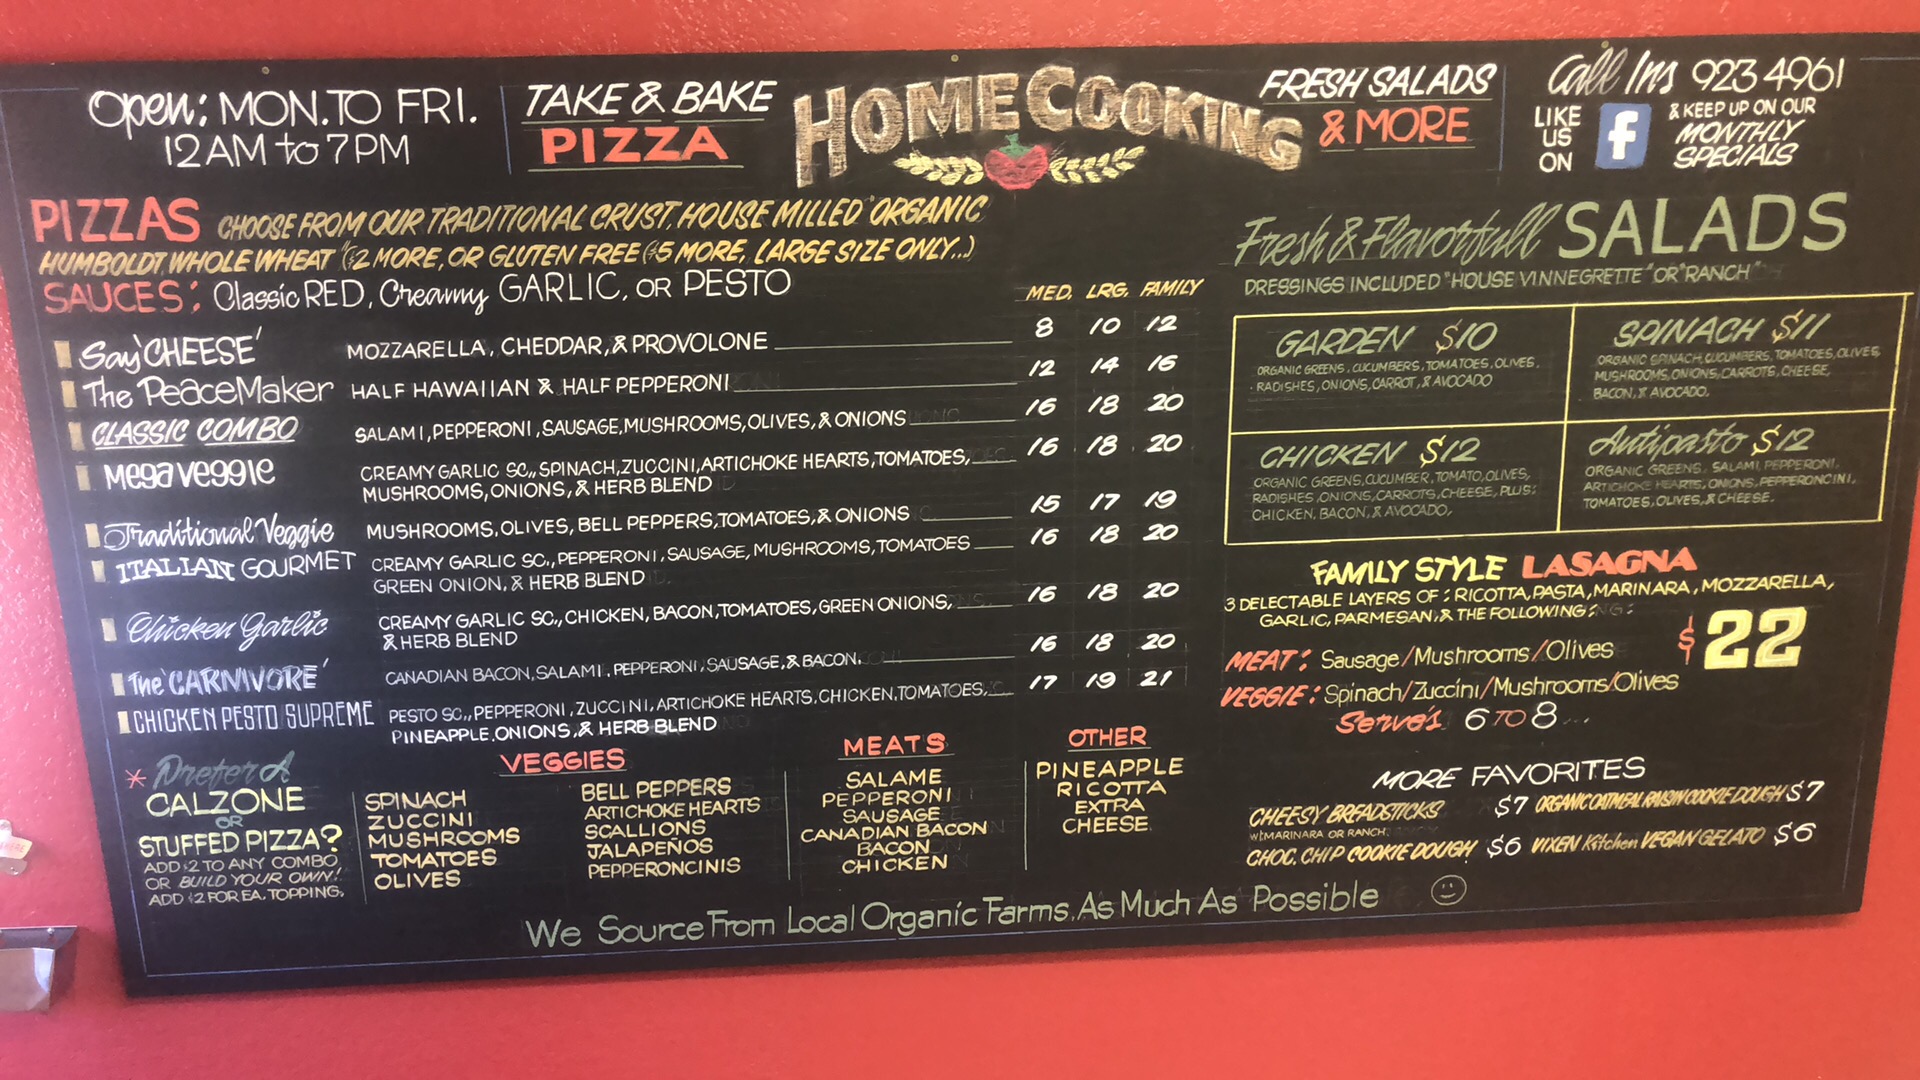 Open: MON. TO FRI.
12AM to 7PM
TAKE & BAKE
PIZZA
HOME COOKING
FRESH SALADS
& MORE
Call Ins 923 4961
LIKE
US
ON
f
& KEEP UP ON OUR
MONTHLY
SPECIALS
PIZZAS CHOOSE FROM OUR TRADITIONAL CRUST, HOUSE MILLED "ORGANIC
HUMBOLDT WHOLE WHEAT" ($2 MORE, OR GLUTEN FREE ($5 MORE, LARGE SIZE ONLY...)
SAUCES: Classic RED, Creamy GARLIC, OR PESTO
MED. LRG. FAMILY
Say 'CHEESE' MOZZARELLA, CHEDDAR, & PROVOLONE 8 10 12
The PeaceMaker HALF HAWAIIAN & HALF PEPPERONI 12 14 16
CLASSIC COMBO SALAMI, PEPPERONI, SAUSAGE, MUSHROOMS, OLIVES, & ONIONS 16 18 20
Mega veggie CREAMY GARLIC SC., SPINACH, ZUCCINI, ARTICHOKE HEARTS, TOMATOES, 16 18 20
MUSHROOMS, ONIONS, & HERB BLEND
Traditional Veggie MUSHROOMS, OLIVES, BELL PEPPERS, TOMATOES, & ONIONS 15 17 19
ITALIAN GOURMET CREAMY GARLIC SC., PEPPERONI, SAUSAGE, MUSHROOMS, TOMATOES 16 18 20
GREEN ONION, & HERB BLEND
Chicken Garlic CREAMY GARLIC SC., CHICKEN, BACON, TOMATOES, GREEN ONIONS, 16 18 20
& HERB BLEND
The 'CARNIVORE' CANADIAN BACON, SALAMI, PEPPERONI, SAUSAGE, & BACON. 16 18 20
CHICKEN PESTO SUPREME PESTO SC., PEPPERONI, ZUCCINI, ARTICHOKE HEARTS, CHICKEN, TOMATOES, 17 19 21
PINEAPPLE, ONIONS, & HERB BLEND
* Prefer A
CALZONE
OR
STUFFED PIZZA?
ADD $2 TO ANY COMBO,
OR BUILD YOUR OWN!
ADD $2 FOR EA. TOPPING.
VEGGIES
SPINACH
ZUCCINI
MUSHROOMS
TOMATOES
OLIVES
BELL PEPPERS
ARTICHOKE HEARTS
SCALLIONS
JALAPEÑOS
PEPPERONCINIS
MEATS
SALAME
PEPPERONI
SAUSAGE
CANADIAN BACON
BACON
CHICKEN
OTHER
PINEAPPLE
RICOTTA
EXTRA
CHEESE
Fresh & Flavorfull SALADS
DRESSINGS INCLUDED "HOUSE VINNEGRETTE" OR "RANCH"
GARDEN $10
ORGANIC GREENS, CUCUMBERS, TOMATOES, OLIVES,
RADISHES, ONIONS, CARROT, & AVOCADO
SPINACH $11
ORGANIC SPINACH, CUCUMBERS, TOMATOES, OLIVES,
MUSHROOMS, ONIONS, CARROTS, CHEESE,
BACON, & AVOCADO.
CHICKEN $12
ORGANIC GREENS, CUCUMBER, TOMATO, OLIVES,
RADISHES, ONIONS, CARROTS, CHEESE, PLUS:
CHICKEN, BACON, & AVOCADO.
Antipasto $12
ORGANIC GREENS, SALAMI, PEPPERONI,
ARTICHOKE HEARTS, ONIONS, PEPPERONCINI,
TOMATOES, OLIVES, & CHEESE.
FAMILY STYLE LASAGNA
3 DELECTABLE LAYERS OF: RICOTTA, PASTA, MARINARA, MOZZARELLA,
GARLIC, PARMESAN, & THE FOLLOWING:
$22
MEAT: Sausage/Mushrooms/Olives
VEGGIE: Spinach/Zuccini/Mushrooms/Olives
Serve's 6 TO 8...
MORE FAVORITES
CHEESY BREADSTICKS $7
W/MARINARA OR RANCH.
ORGANIC OATMEAL RAISIN COOKIE DOUGH $7
CHOC. CHIP COOKIE DOUGH $6
VIXEN Kitchen VEGAN GELATO $6
We Source From Local Organic Farms, As Much As Possible